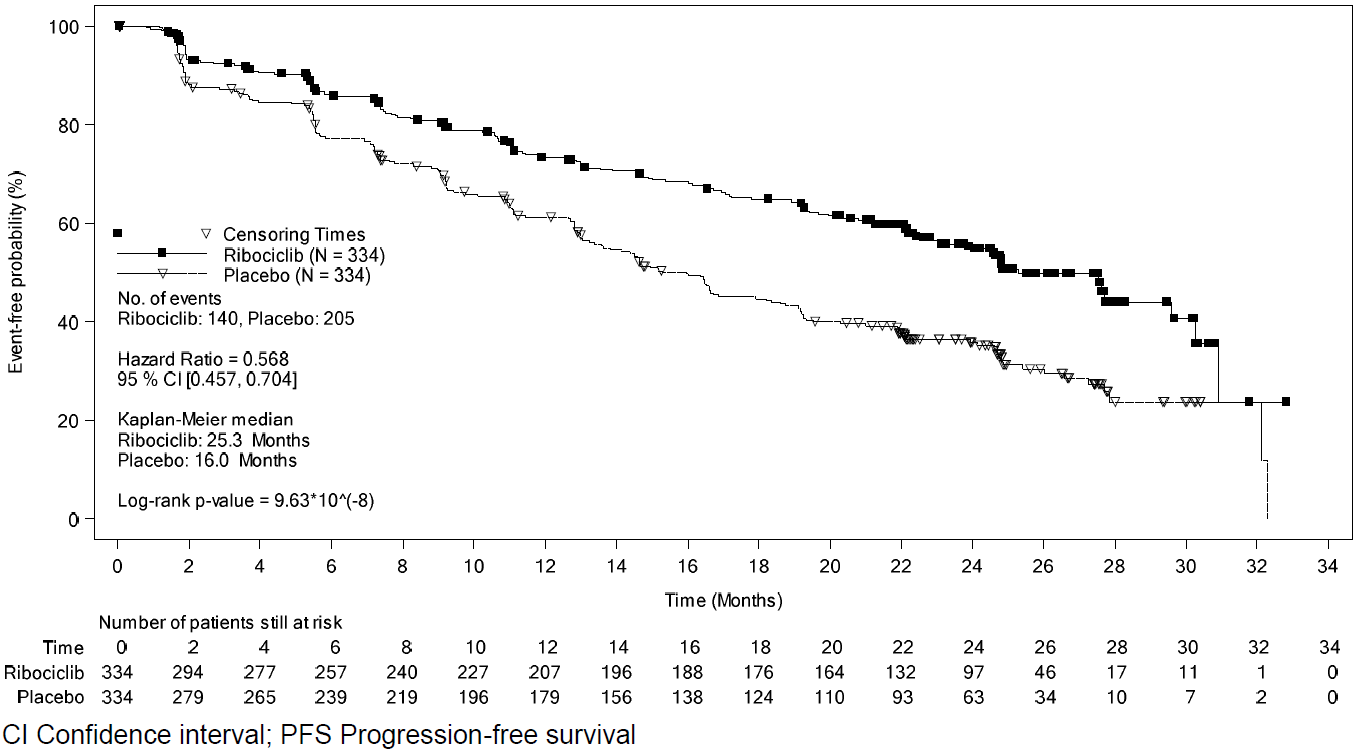 100
80
60
40
20
0
Event-free probability (%)
Censoring Times
Ribociclib (N = 334)
Placebo (N = 334)
No. of events
Ribociclib: 140, Placebo: 205
Hazard Ratio = 0.568
95 % CI [0.457, 0.704]
Kaplan-Meier median
Ribociclib: 25.3 Months
Placebo: 16.0 Months
Log-rank p-value = 9.63*10^(-8)
0 2 4 6 8 10 12 14 16 18 20 22 24 26 28 30 32 34
Time (Months)
Number of patients still at risk
Time 0 2 4 6 8 10 12 14 16 18 20 22 24 26 28 30 32 34
Ribociclib 334 294 277 257 240 227 207 196 188 176 164 132 97 46 17 11 1 0
Placebo 334 279 265 239 219 196 179 156 138 124 110 93 63 34 10 7 2 0
CI Confidence interval; PFS Progression-free survival